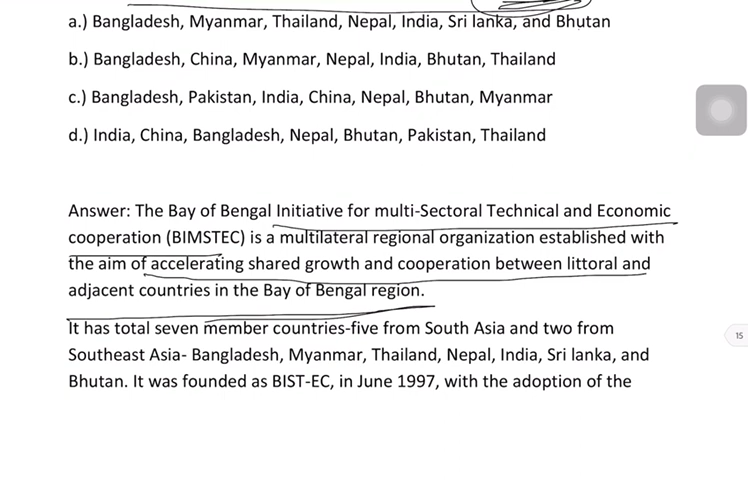 a.) Bangladesh, Myanmar, Thailand, Nepal, India, Sri lanka, and Bhutan
b.) Bangladesh, China, Myanmar, Nepal, India, Bhutan, Thailand
c.) Bangladesh, Pakistan, India, China, Nepal, Bhutan, Myanmar
d.) India, China, Bangladesh, Nepal, Bhutan, Pakistan, Thailand
Answer: The Bay of Bengal Initiative for multi-Sectoral Technical and Economic
cooperation (BIMSTEC) is a multilateral regional organization established with
the aim of accelerating shared growth and cooperation between littoral and
adjacent countries in the Bay of Bengal region.
It has total seven member countries-five from South Asia and two from
15
Southeast Asia- Bangladesh, Myanmar, Thailand, Nepal, India, Sri lanka, and
Bhutan. It was founded as BIST-EC, in June 1997, with the adoption of the